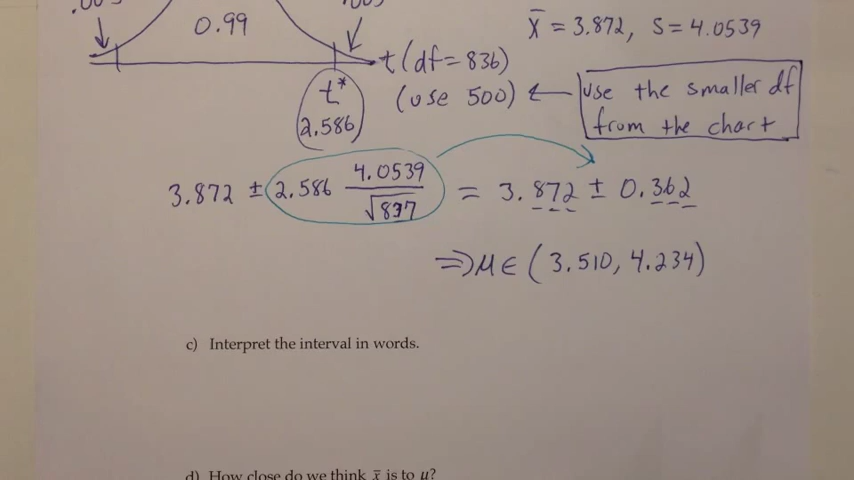 0.99
x̄ = 3.872, S = 4.0539
t (df = 836)
t*
(use 500) ← use the smaller df
2.586 from the chart
3.872 ± 2.586 4.0539/√837 = 3.872 ± 0.362
⇒ μ ∈ (3.510, 4.234)
c) Interpret the interval in words.
d) How close do we think x̄ is to μ?